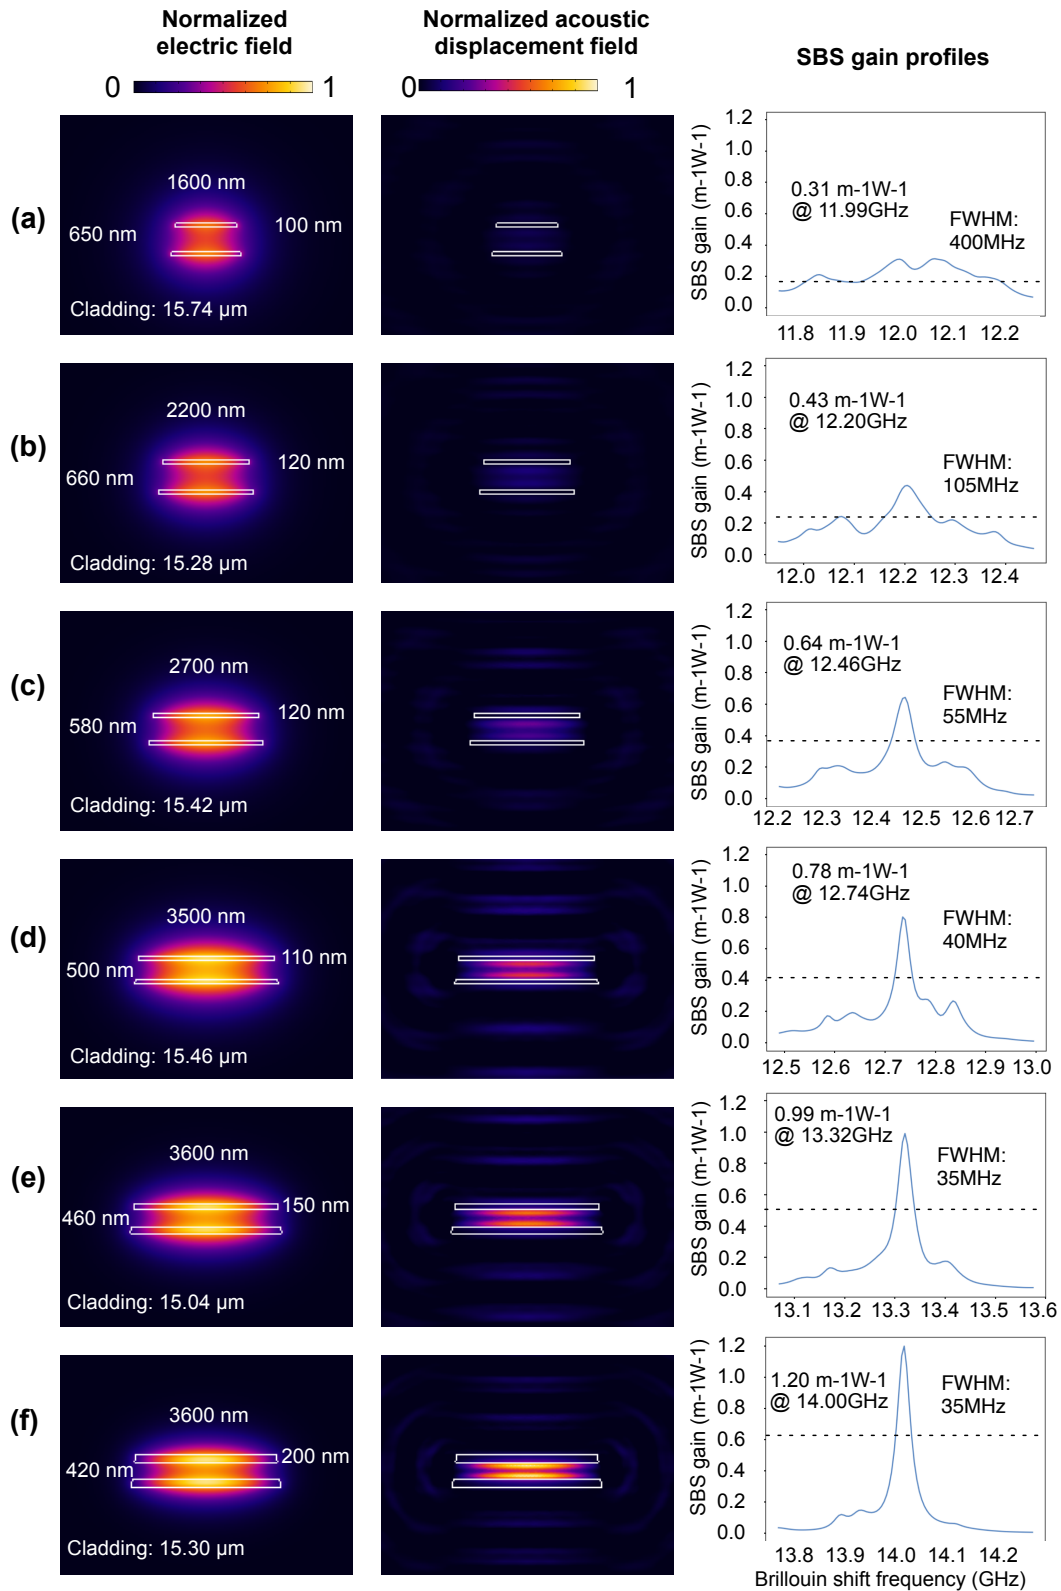 Normalized
electric field
Normalized acoustic
displacement field
SBS gain profiles
0 1
0 1
(a)
1600 nm
650 nm
100 nm
Cladding: 15.74 µm
SBS gain (m-1W-1)
1.2
1.0
0.8
0.6
0.4
0.2
0.0
0.31 m-1W-1
@ 11.99GHz
FWHM:
400MHz
11.8 11.9 12.0 12.1 12.2
(b)
2200 nm
660 nm
120 nm
Cladding: 15.28 µm
SBS gain (m-1W-1)
1.2
1.0
0.8
0.6
0.4
0.2
0.0
0.43 m-1W-1
@ 12.20GHz
FWHM:
105MHz
12.0 12.1 12.2 12.3 12.4
(c)
2700 nm
580 nm
120 nm
Cladding: 15.42 µm
SBS gain (m-1W-1)
1.2
1.0
0.8
0.6
0.4
0.2
0.0
0.64 m-1W-1
@ 12.46GHz
FWHM:
55MHz
12.2 12.3 12.4 12.5 12.6 12.7
(d)
3500 nm
500 nm
110 nm
Cladding: 15.46 µm
SBS gain (m-1W-1)
1.2
1.0
0.8
0.6
0.4
0.2
0.0
0.78 m-1W-1
@ 12.74GHz
FWHM:
40MHz
12.5 12.6 12.7 12.8 12.9 13.0
(e)
3600 nm
460 nm
150 nm
Cladding: 15.04 µm
SBS gain (m-1W-1)
1.2
1.0
0.8
0.6
0.4
0.2
0.0
0.99 m-1W-1
@ 13.32GHz
FWHM:
35MHz
13.1 13.2 13.3 13.4 13.5 13.6
(f)
3600 nm
420 nm
200 nm
Cladding: 15.30 µm
SBS gain (m-1W-1)
1.2
1.0
0.8
0.6
0.4
0.2
0.0
1.20 m-1W-1
@ 14.00GHz
FWHM:
35MHz
13.8 13.9 14.0 14.1 14.2
Brillouin shift frequency (GHz)